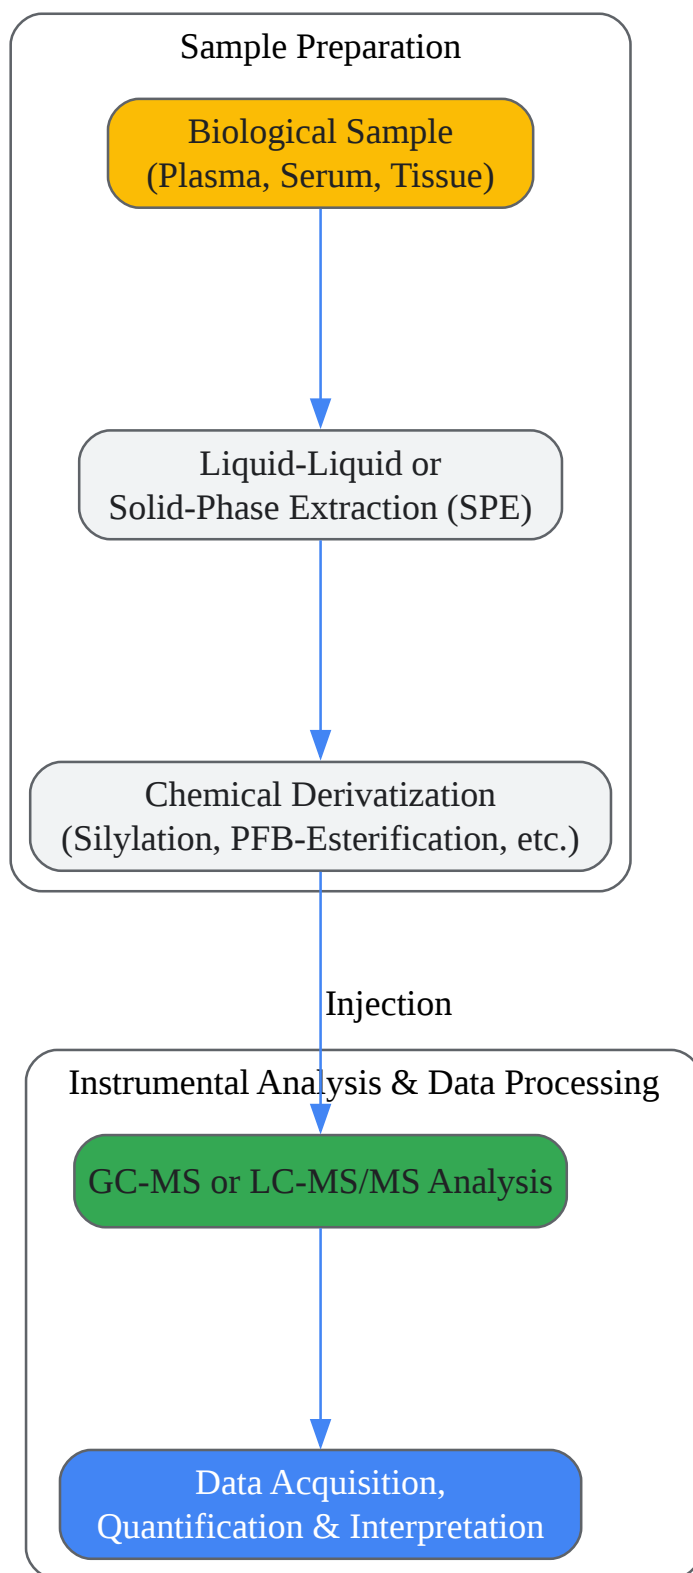 Sample Preparation
Biological Sample
(Plasma, Serum, Tissue)
Liquid-Liquid or
Solid-Phase Extraction (SPE)
Chemical Derivatization
(Silylation, PFB-Esterification, etc.)
Injection
Instrumental Analysis & Data Processing
GC-MS or LC-MS/MS Analysis
Data Acquisition,
Quantification & Interpretation